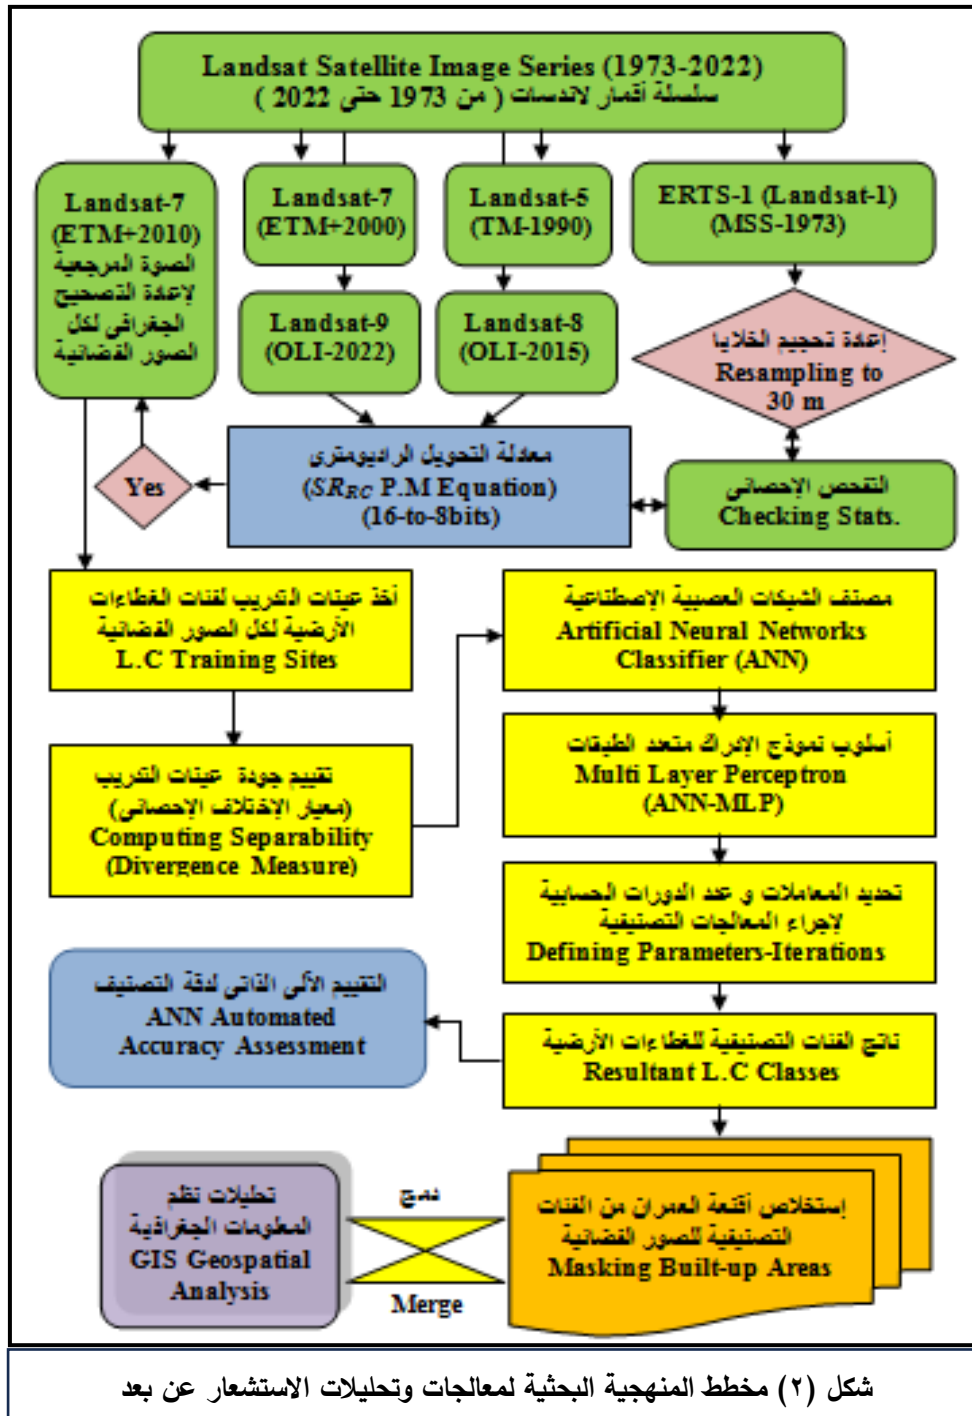 Landsat Satellite Image Series (1973-2022)
سلسلة أقمار لاندسات ( من 1973 حتى 2022 )
Landsat-7
(ETM+2010)
الصوة المرجعية
لإعادة التصحيح
الجغرافى لكل
الصور الفضائية
Landsat-7
(ETM+2000)
Landsat-5
(TM-1990)
ERTS-1 (Landsat-1)
(MSS-1973)
Landsat-9
(OLI-2022)
Landsat-8
(OLI-2015)
إعادة تحجيم الخلايا
Resampling to
30 m
معادلة التحويل الراديومترى
(SRRC P.M Equation)
(16-to-8bits)
Yes
التفحص الإحصائى
Checking Stats.
أخذ عينات التدريب لفئات الغطاءات
الأرضية لكل الصور الفضائية
L.C Training Sites
مصنف الشبكات العصبية الإصطناعية
Artificial Neural Networks
Classifier (ANN)
تقييم جودة عينات التدريب
(معيار الإختلاف الإحصائى)
Computing Separability
(Divergence Measure)
أسلوب نموذج الإدراك متعدد الطبقات
Multi Layer Perceptron
(ANN-MLP)
تحديد المعاملات و عدد الدورات الحسابية
لإجراء المعالجات التصنيفية
Defining Parameters-Iterations
التقييم الألى الذاتى لدقة التصنيف
ANN Automated
Accuracy Assessment
ناتج الفئات التصنيفية للغطاءات الأرضية
Resultant L.C Classes
تحليلات نظم
المعلومات الجغرافية
GIS Geospatial
Analysis
دمج
Merge
إستخلاص أقنعة العمران من الفئات
التصنيفية للصور الفضائية
Masking Built-up Areas
شكل (٢) مخطط المنهجية البحثية لمعالجات وتحليلات الاستشعار عن بعد